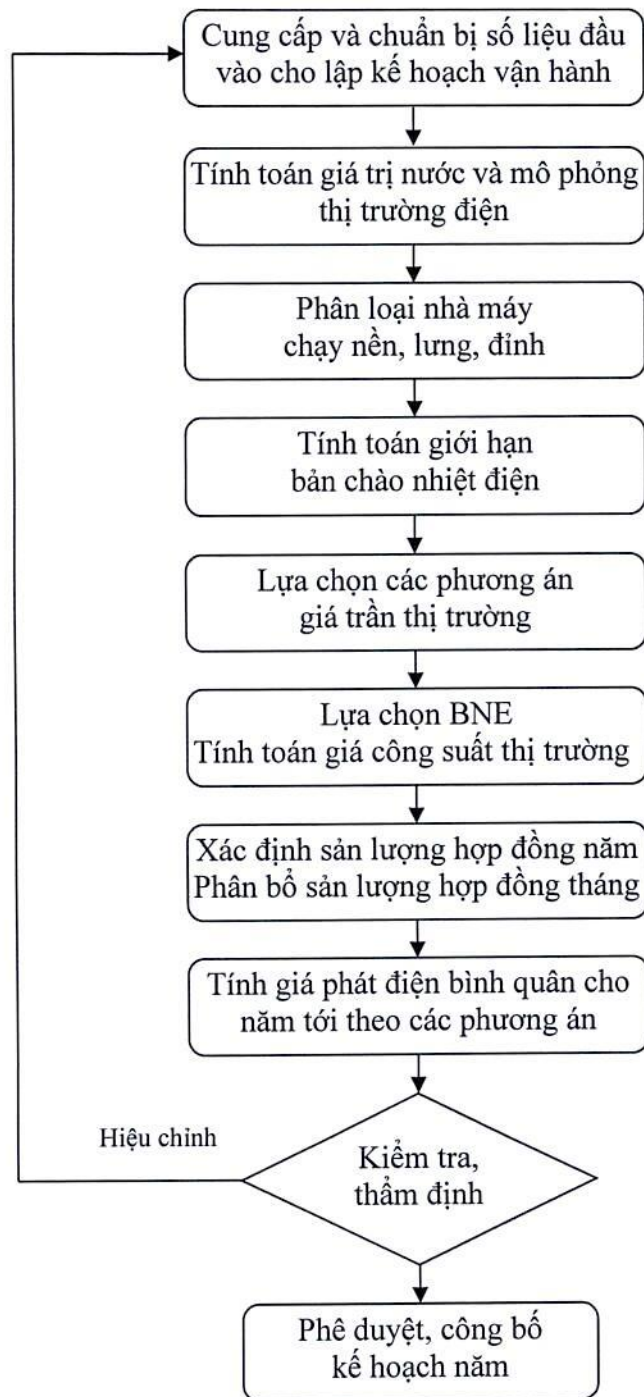 Cung cấp và chuẩn bị số liệu đầu
vào cho lập kế hoạch vận hành
Tính toán giá trị nước và mô phỏng
thị trường điện
Phân loại nhà máy
chạy nền, lưng, đỉnh
Tính toán giới hạn
bản chào nhiệt điện
Lựa chọn các phương án
giá trần thị trường
Lựa chọn BNE
Tính toán giá công suất thị trường
Xác định sản lượng hợp đồng năm
Phân bổ sản lượng hợp đồng tháng
Tính giá phát điện bình quân cho
năm tới theo các phương án
Hiệu chỉnh
Kiểm tra,
thẩm định
Phê duyệt, công bố
kế hoạch năm